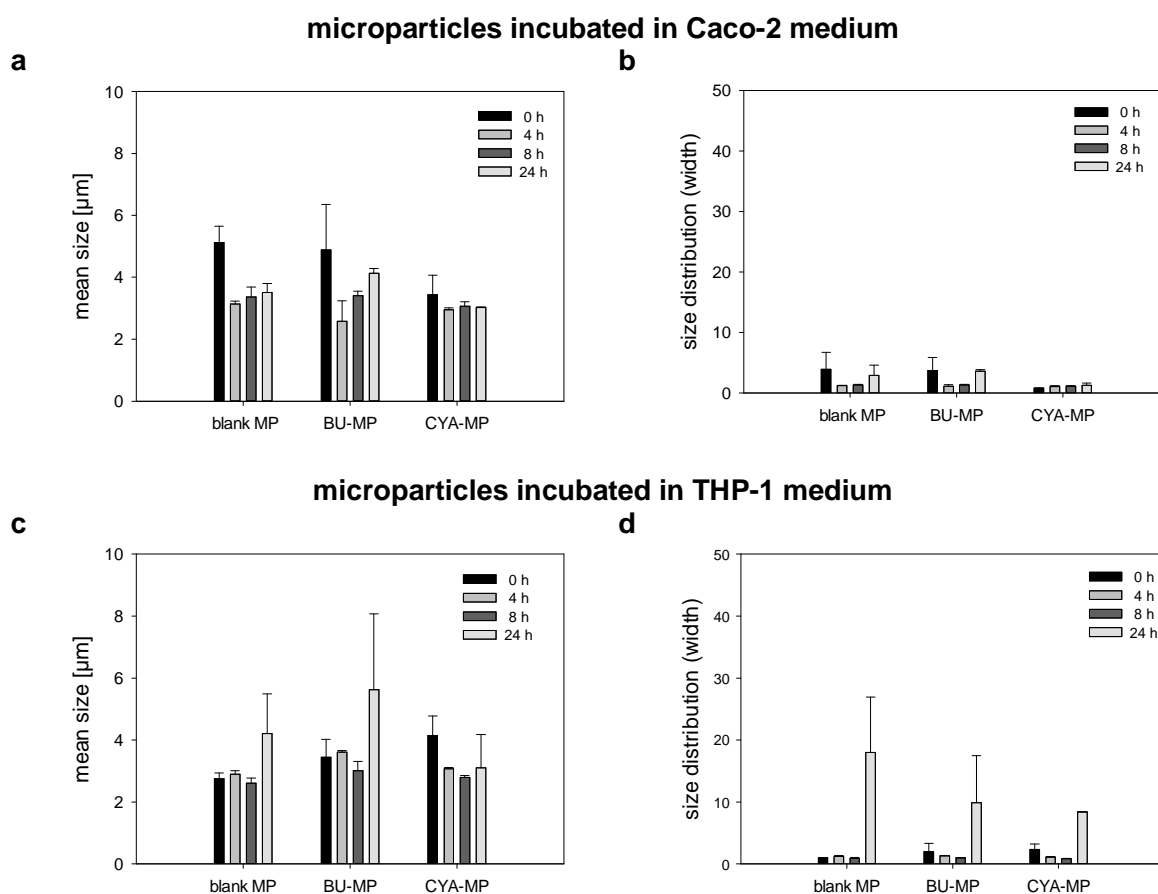 microparticles incubated in Caco-2 medium
a
b
10
8
6
4
2
0
mean size [µm]
0 h
4 h
8 h
24 h
blank MP BU-MP CYA-MP
50
40
30
20
10
0
size distribution (width)
0 h
4 h
8 h
24 h
blank MP BU-MP CYA-MP
microparticles incubated in THP-1 medium
c
d
10
8
6
4
2
0
mean size [µm]
0 h
4 h
8 h
24 h
blank MP BU-MP CYA-MP
50
40
30
20
10
0
size distribution (width)
0 h
4 h
8 h
24 h
blank MP BU-MP CYA-MP